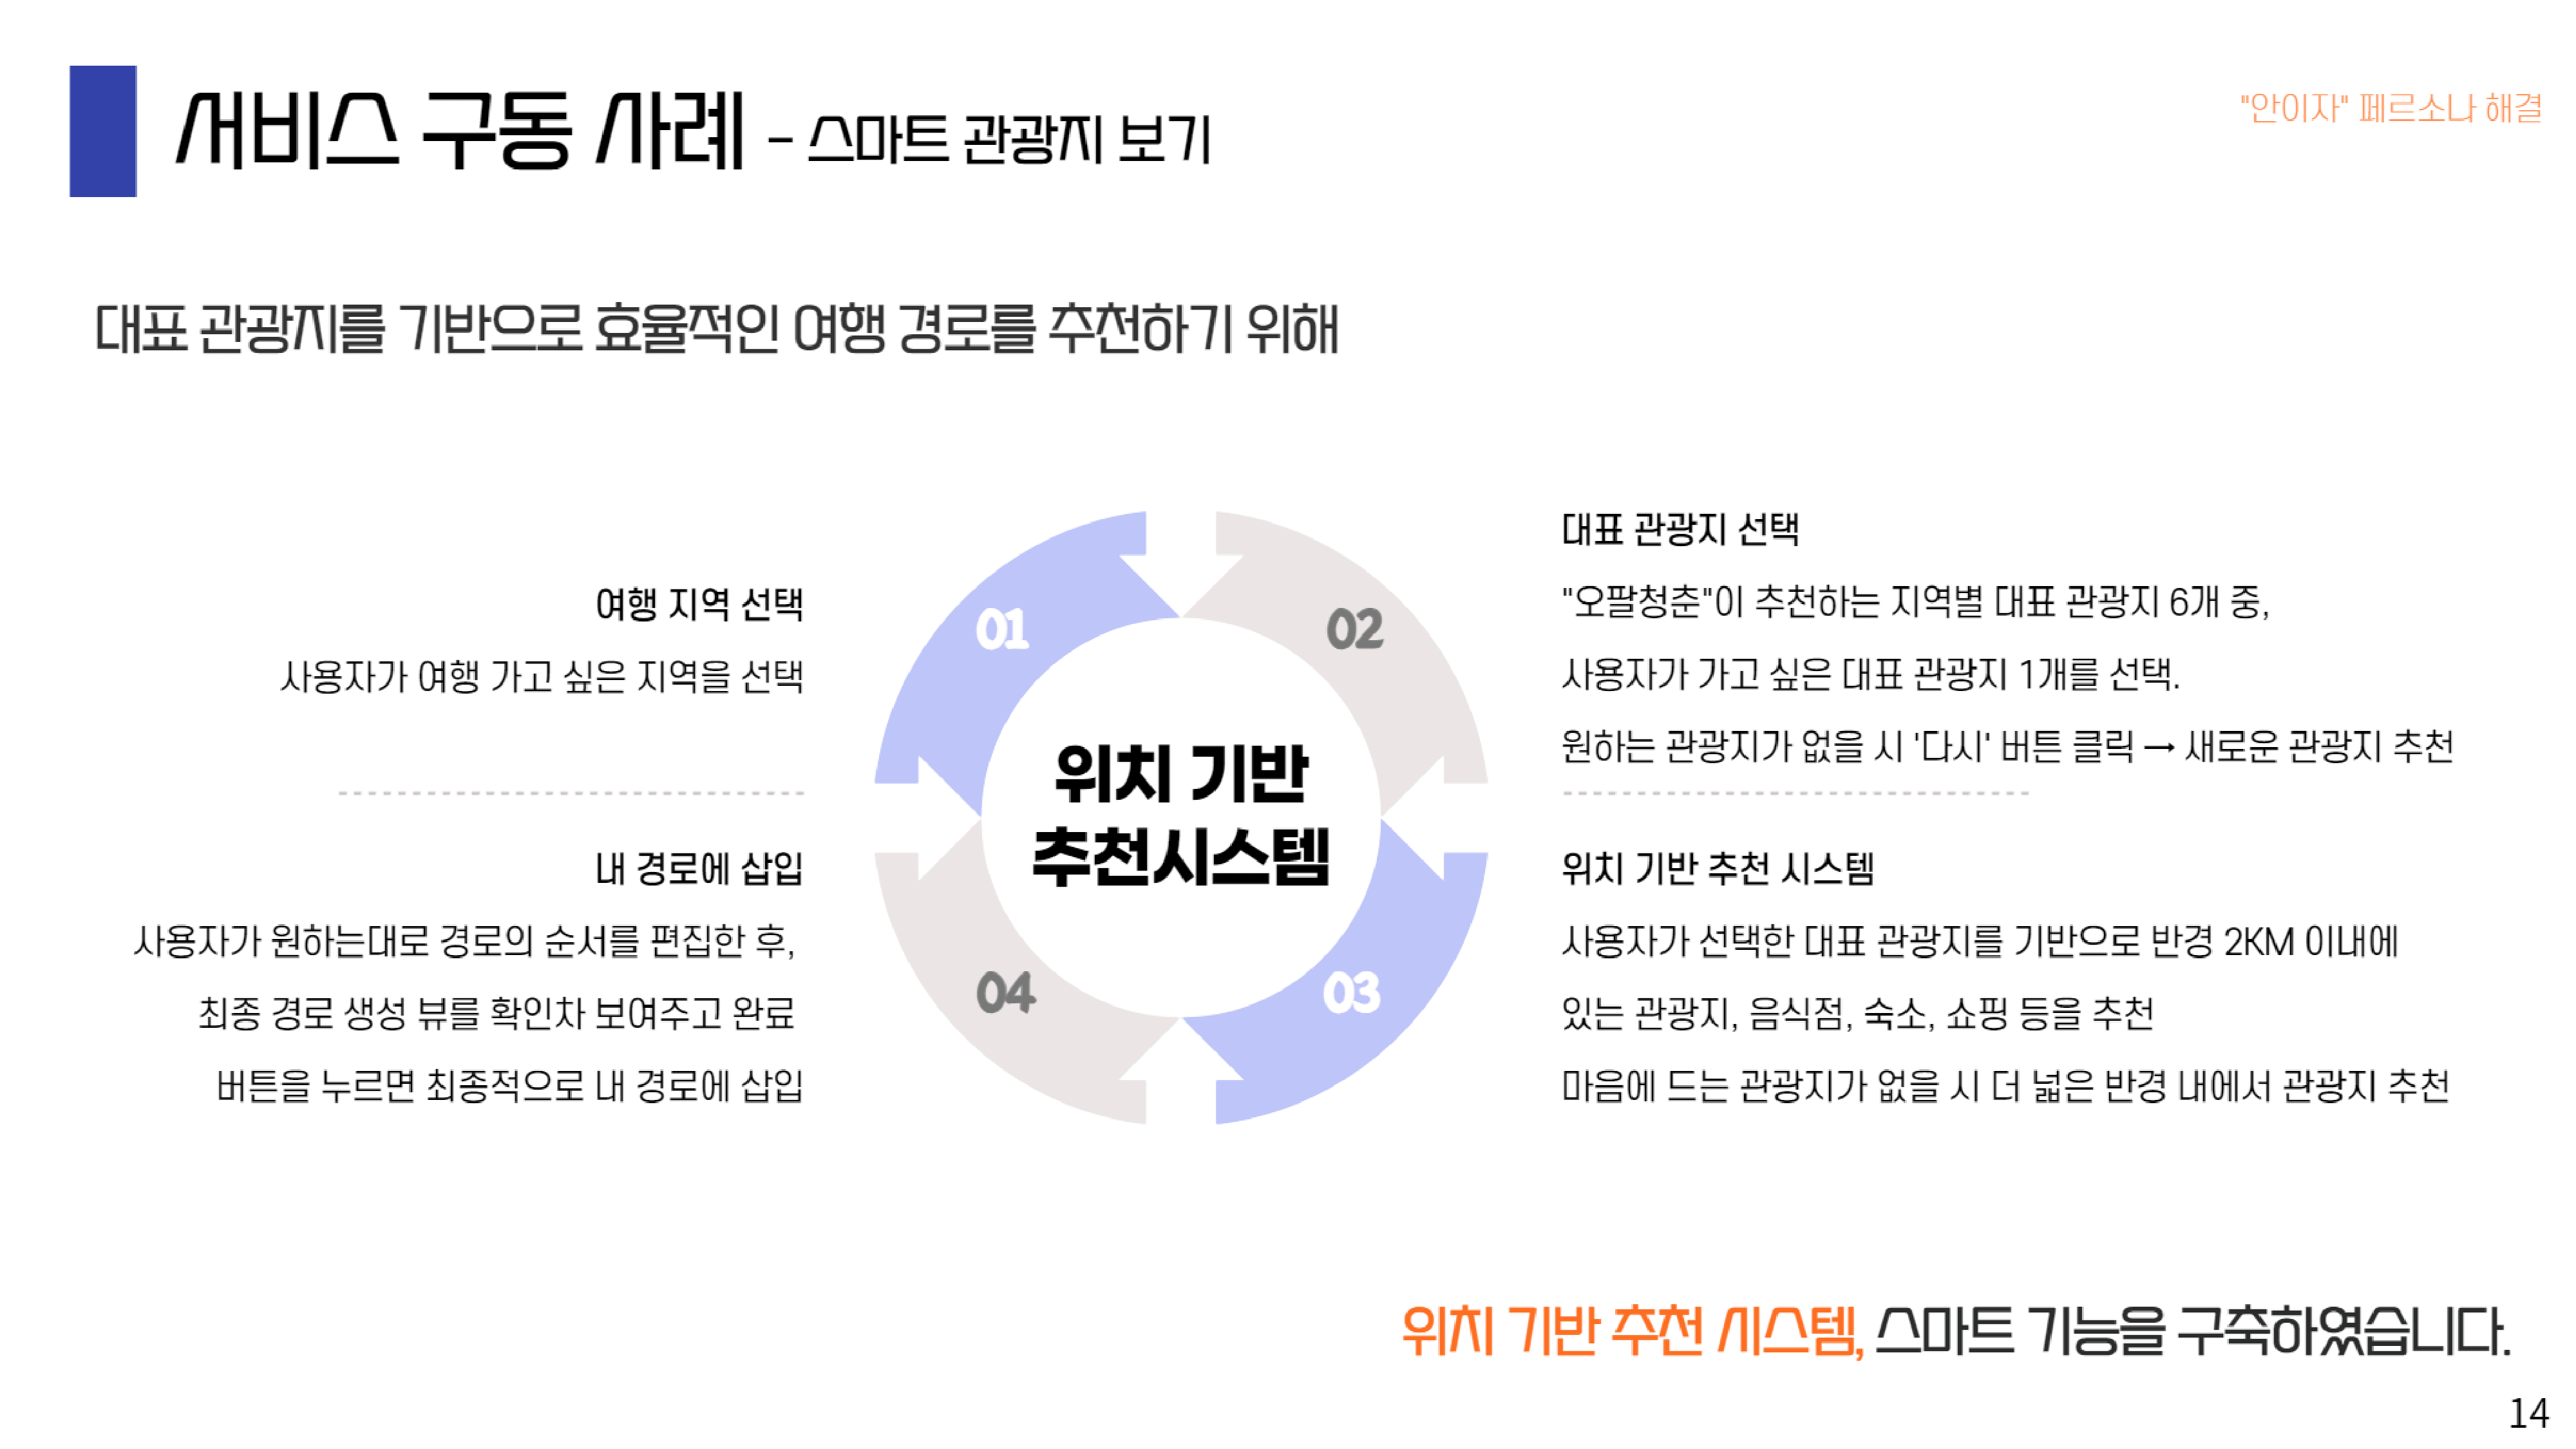 서비스 구동 사례 - 스마트 관광지 보기
"안이자" 페르소나 해결
대표 관광지를 기반으로 효율적인 여행 경로를 추천하기 위해
01
여행 지역 선택
사용자가 여행 가고 싶은 지역을 선택
02
대표 관광지 선택
"오팔청춘"이 추천하는 지역별 대표 관광지 6개 중,
사용자가 가고 싶은 대표 관광지 1개를 선택.
원하는 관광지가 없을 시 '다시' 버튼 클릭 → 새로운 관광지 추천
위치 기반
추천시스템
03
위치 기반 추천 시스템
사용자가 선택한 대표 관광지를 기반으로 반경 2KM 이내에
있는 관광지, 음식점, 숙소, 쇼핑 등을 추천
마음에 드는 관광지가 없을 시 더 넓은 반경 내에서 관광지 추천
04
내 경로에 삽입
사용자가 원하는대로 경로의 순서를 편집한 후,
최종 경로 생성 뷰를 확인차 보여주고 완료
버튼을 누르면 최종적으로 내 경로에 삽입
위치 기반 추천 시스템, 스마트 기능을 구축하였습니다.
14